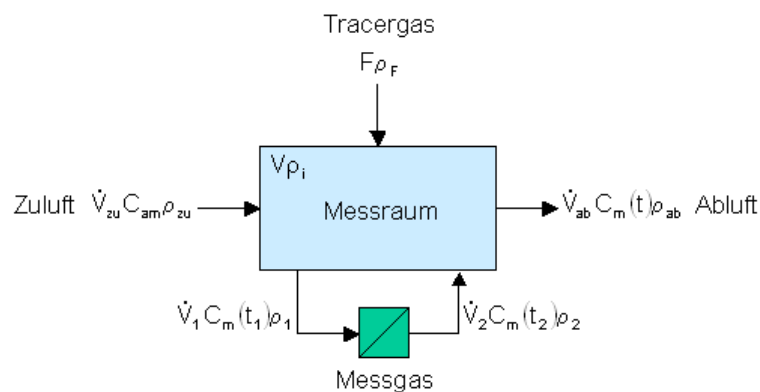 Tracergas
Fρ_F
Vρ_i
Zuluft V̇_zu C_am ρ_zu
Messraum
V̇_ab C_m(t)ρ_ab Abluft
V̇_1 C_m(t_1)ρ_1
V̇_2 C_m(t_2)ρ_2
Messgas